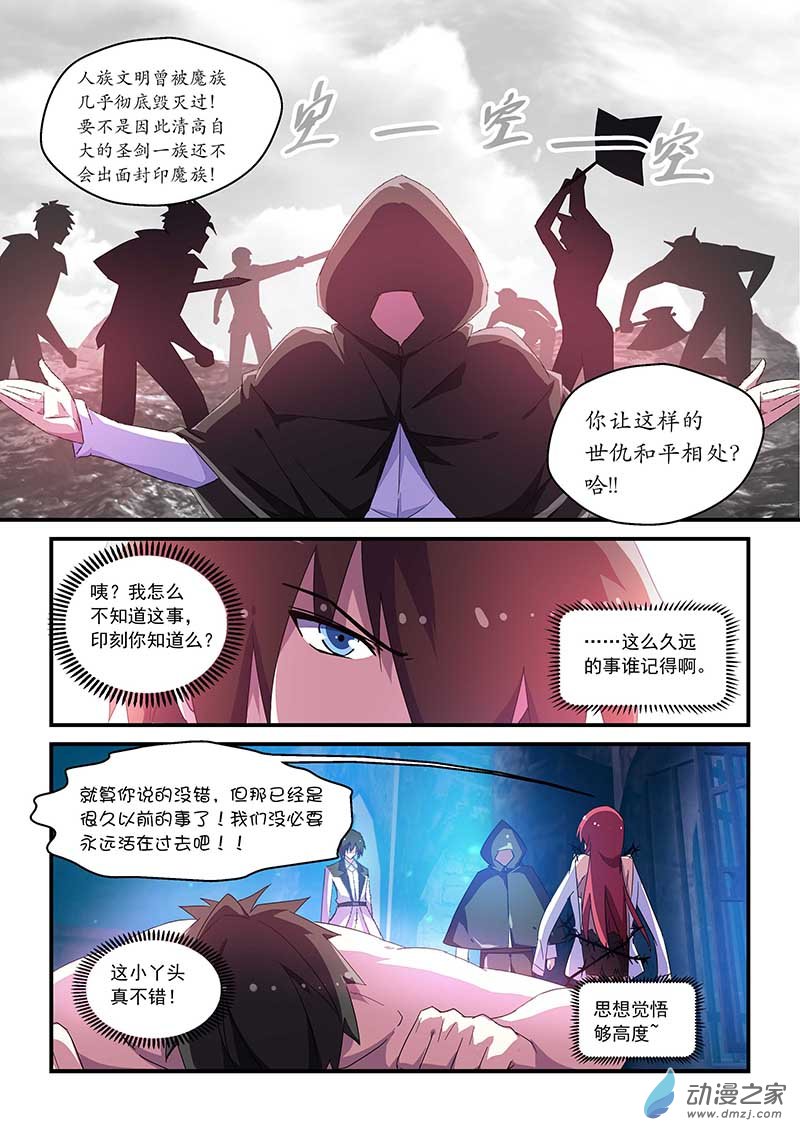 人族文明曾被魔族
几乎彻底毁灭过！
要不是因此清高自
大的圣剑一族还不
会出面封印魔族！
空一空——空
你让这样的
世仇和平相处？
哈!!
咦？我怎么
不知道这事，
印刻你知道么？
……这么久远
的事谁记得啊。
就算你说的没错，但那已经是
很久以前的事了！我们没必要
永远活在过去吧！！
这小丫头
真不错！
思想觉悟
够高度~
动漫之家
www.dmzj.com